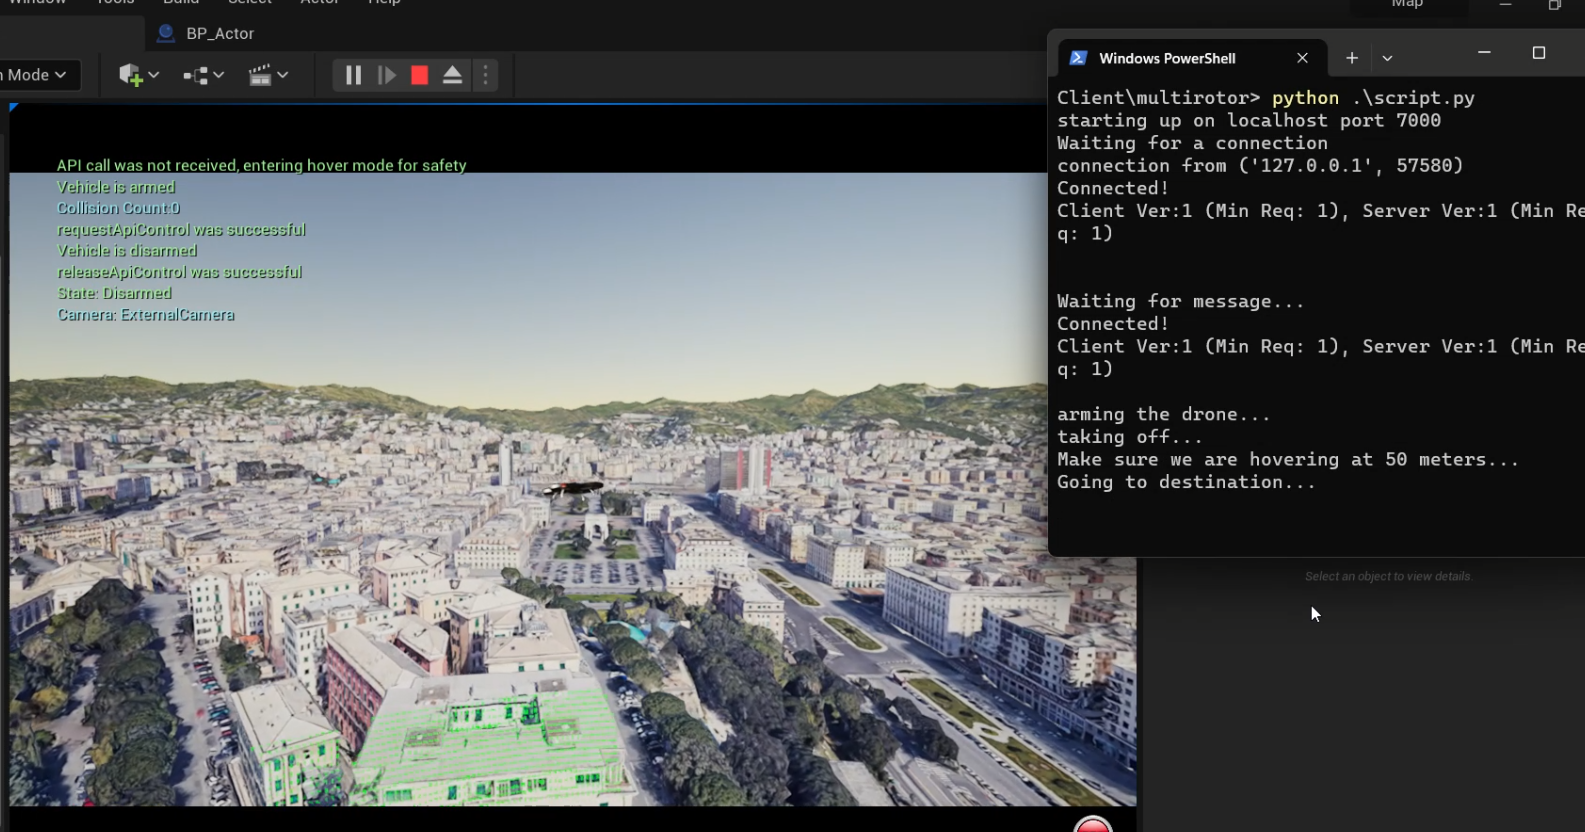 Window Tools Build Select Actor Help
Map
BP_Actor
n Mode
API call was not received, entering hover mode for safety
Vehicle is armed
Collision Count:0
requestApiControl was successful
Vehicle is disarmed
releaseApiControl was successful
State: Disarmed
Camera: ExternalCamera
Windows PowerShell
Client\multirotor> python .\script.py
starting up on localhost port 7000
Waiting for a connection
connection from ('127.0.0.1', 57580)
Connected!
Client Ver:1 (Min Req: 1), Server Ver:1 (Min Re
q: 1)
Waiting for message...
Connected!
Client Ver:1 (Min Req: 1), Server Ver:1 (Min Re
q: 1)
arming the drone...
taking off...
Make sure we are hovering at 50 meters...
Going to destination...
Select an object to view details.